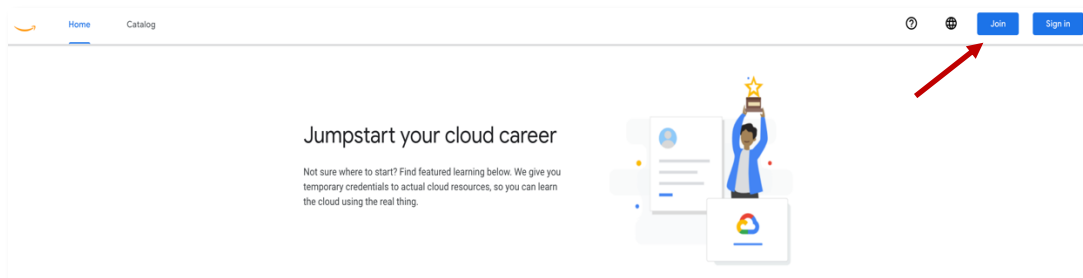 Home Catalog Join Sign in
Jumpstart your cloud career
Not sure where to start? Find featured learning below. We give you
temporary credentials to actual cloud resources, so you can learn
the cloud using the real thing.